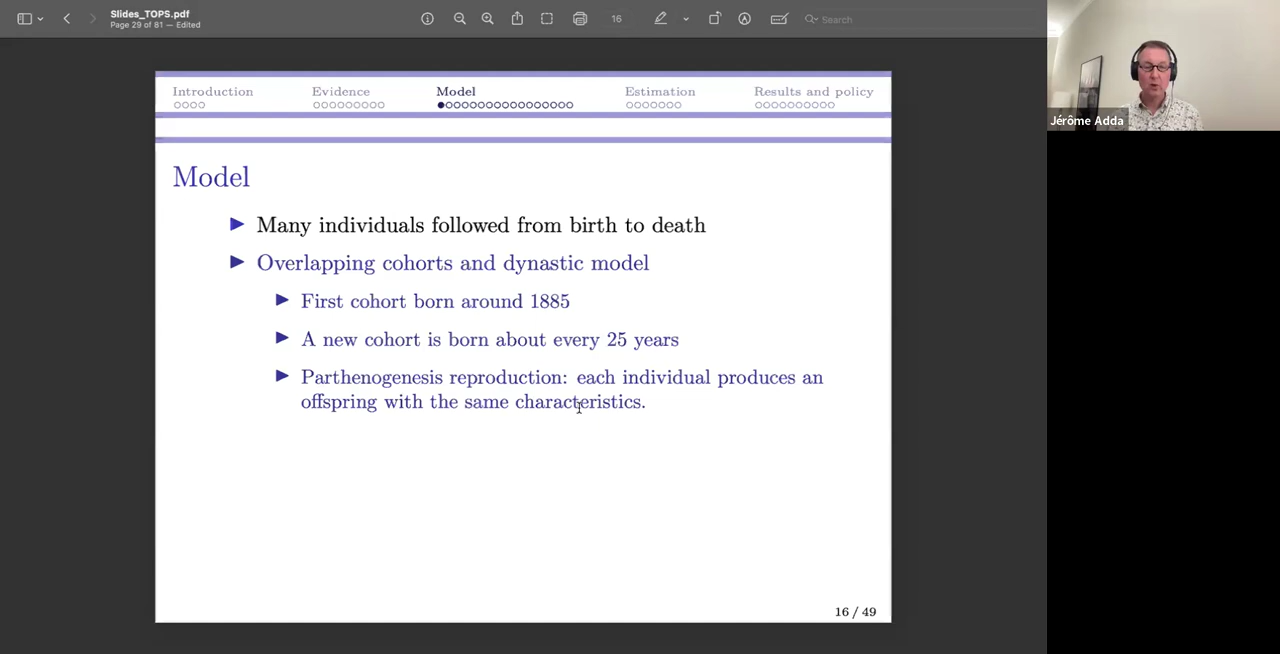 Slides_TOPS.pdf
Page 29 of 81 — Edited
16
Search
Jérôme Adda
Introduction
Evidence
Model
Estimation
Results and policy
Model
Many individuals followed from birth to death
Overlapping cohorts and dynastic model
First cohort born around 1885
A new cohort is born about every 25 years
Parthenogenesis reproduction: each individual produces an
offspring with the same characteristics.
16 / 49